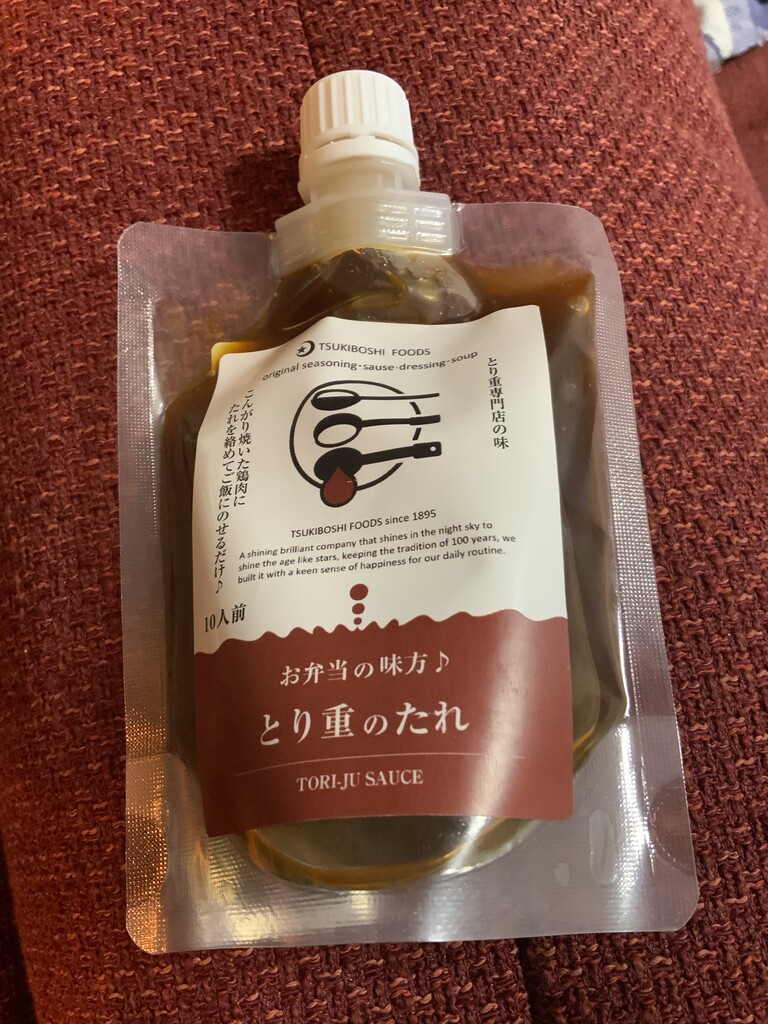 TSUKIBOSHI FOODS
original seasoning・sause・dressing・soup
とり重専門店の味
こんがり焼いた鶏肉に
たれを絡めてご飯にのせるだけ♪
TSUKIBOSHI FOODS since 1895
A shining brilliant company that shines in the night sky to
shine the age like stars, keeping the tradition of 100 years, we
built it with a keen sense of happiness for our daily routine.
10人前
お弁当の味方♪
とり重のたれ
TORI-JU SAUCE